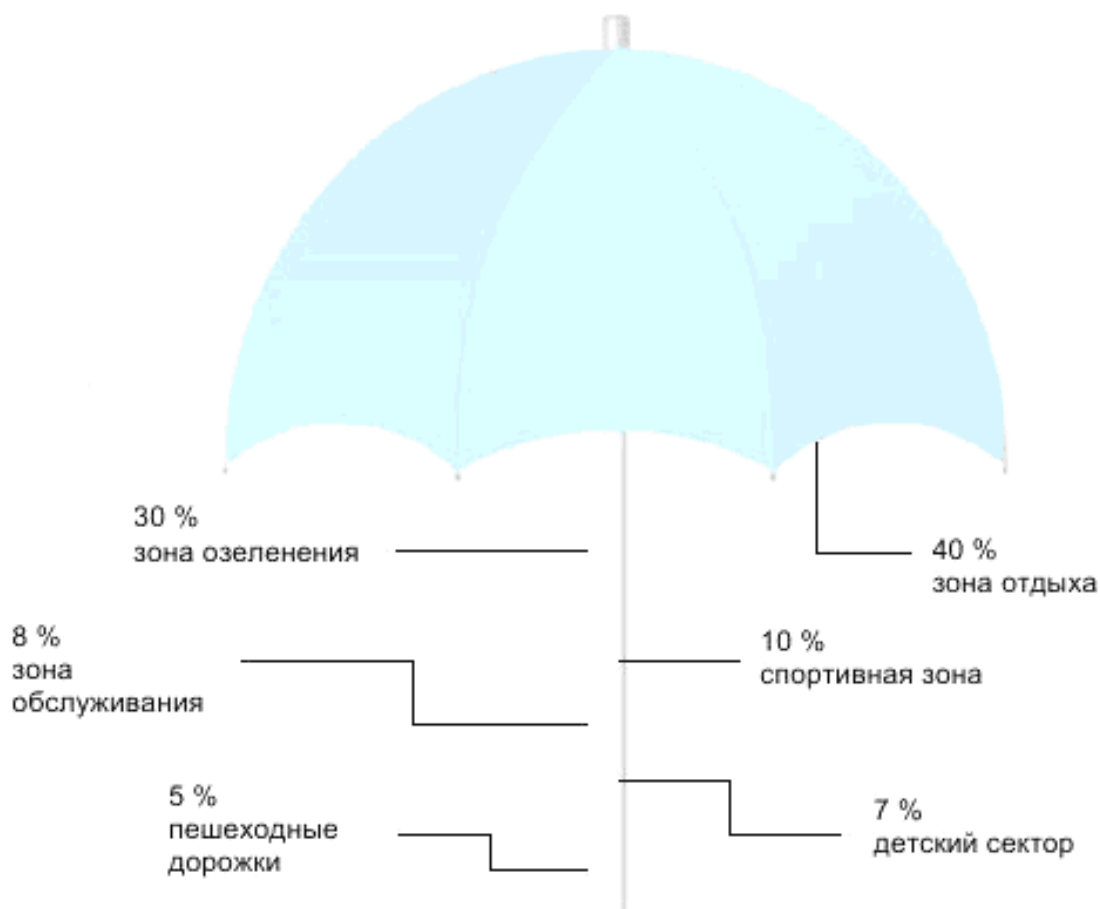 30 %
зона озеленения
40 %
зона отдыха
8 %
зона
обслуживания
10 %
спортивная зона
5 %
пешеходные
дорожки
7 %
детский сектор